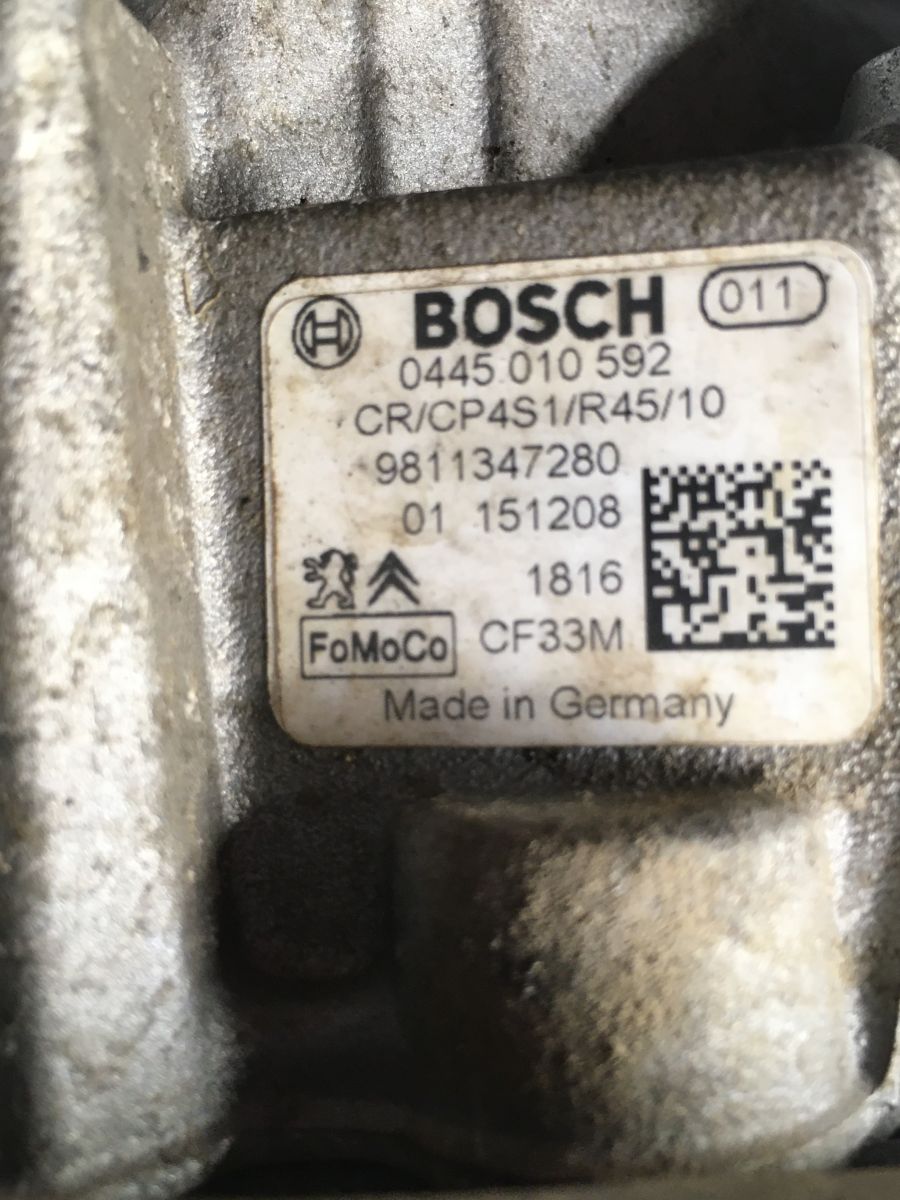 BOSCH 011
0445 010 592
CR/CP4S1/R45/10
9811347280
01 151208
1816
FoMoCo CF33M
Made in Germany